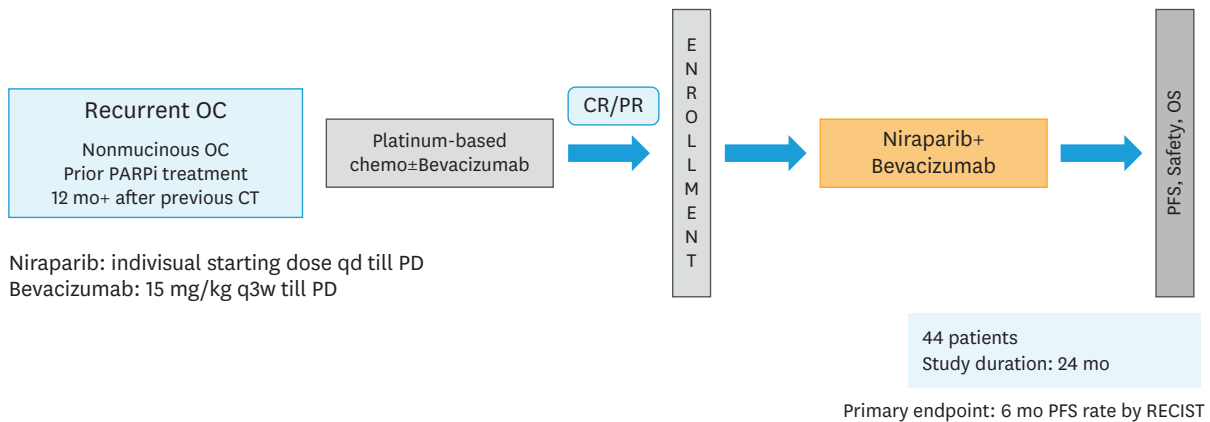 Recurrent OC
Nonmucinous OC
Prior PARPi treatment
12 mo+ after previous CT
Platinum-based
chemo±Bevacizumab
CR/PR
ENROLLMENT
Niraparib+
Bevacizumab
PFS, Safety, OS
Niraparib: indivisual starting dose qd till PD
Bevacizumab: 15 mg/kg q3w till PD
44 patients
Study duration: 24 mo
Primary endpoint: 6 mo PFS rate by RECIST